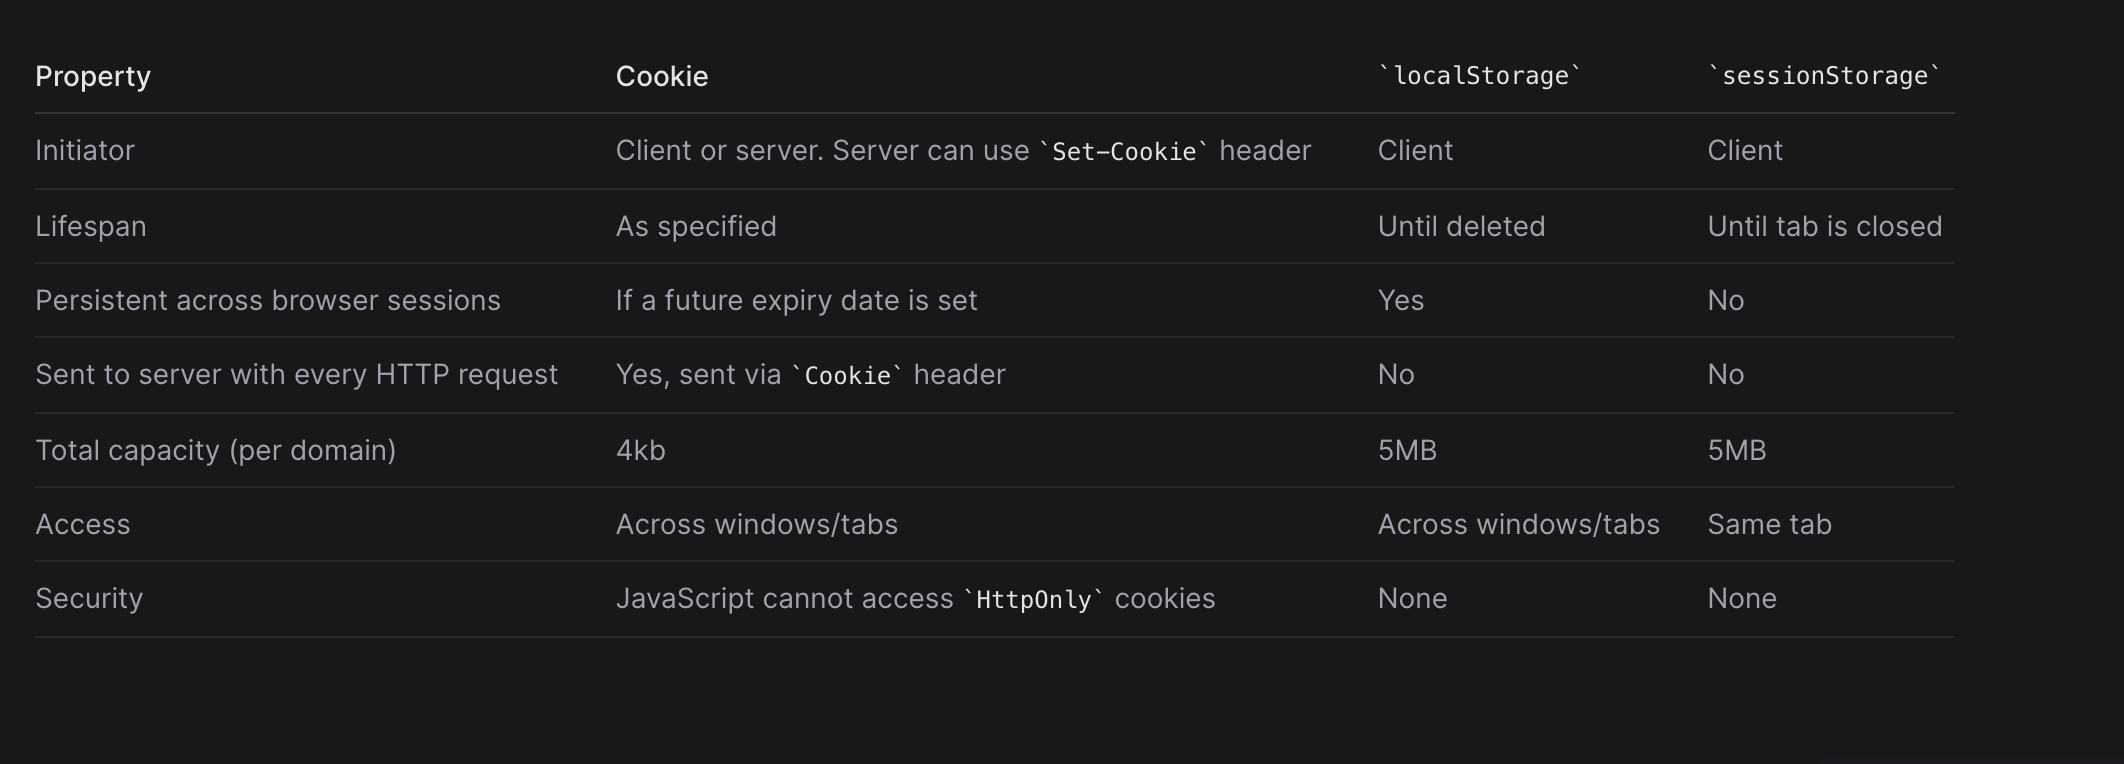 Property Cookie `localStorage` `sessionStorage`
Initiator Client or server. Server can use `Set-Cookie` header Client Client
Lifespan As specified Until deleted Until tab is closed
Persistent across browser sessions If a future expiry date is set Yes No
Sent to server with every HTTP request Yes, sent via `Cookie` header No No
Total capacity (per domain) 4kb 5MB 5MB
Access Across windows/tabs Across windows/tabs Same tab
Security JavaScript cannot access `HttpOnly` cookies None None